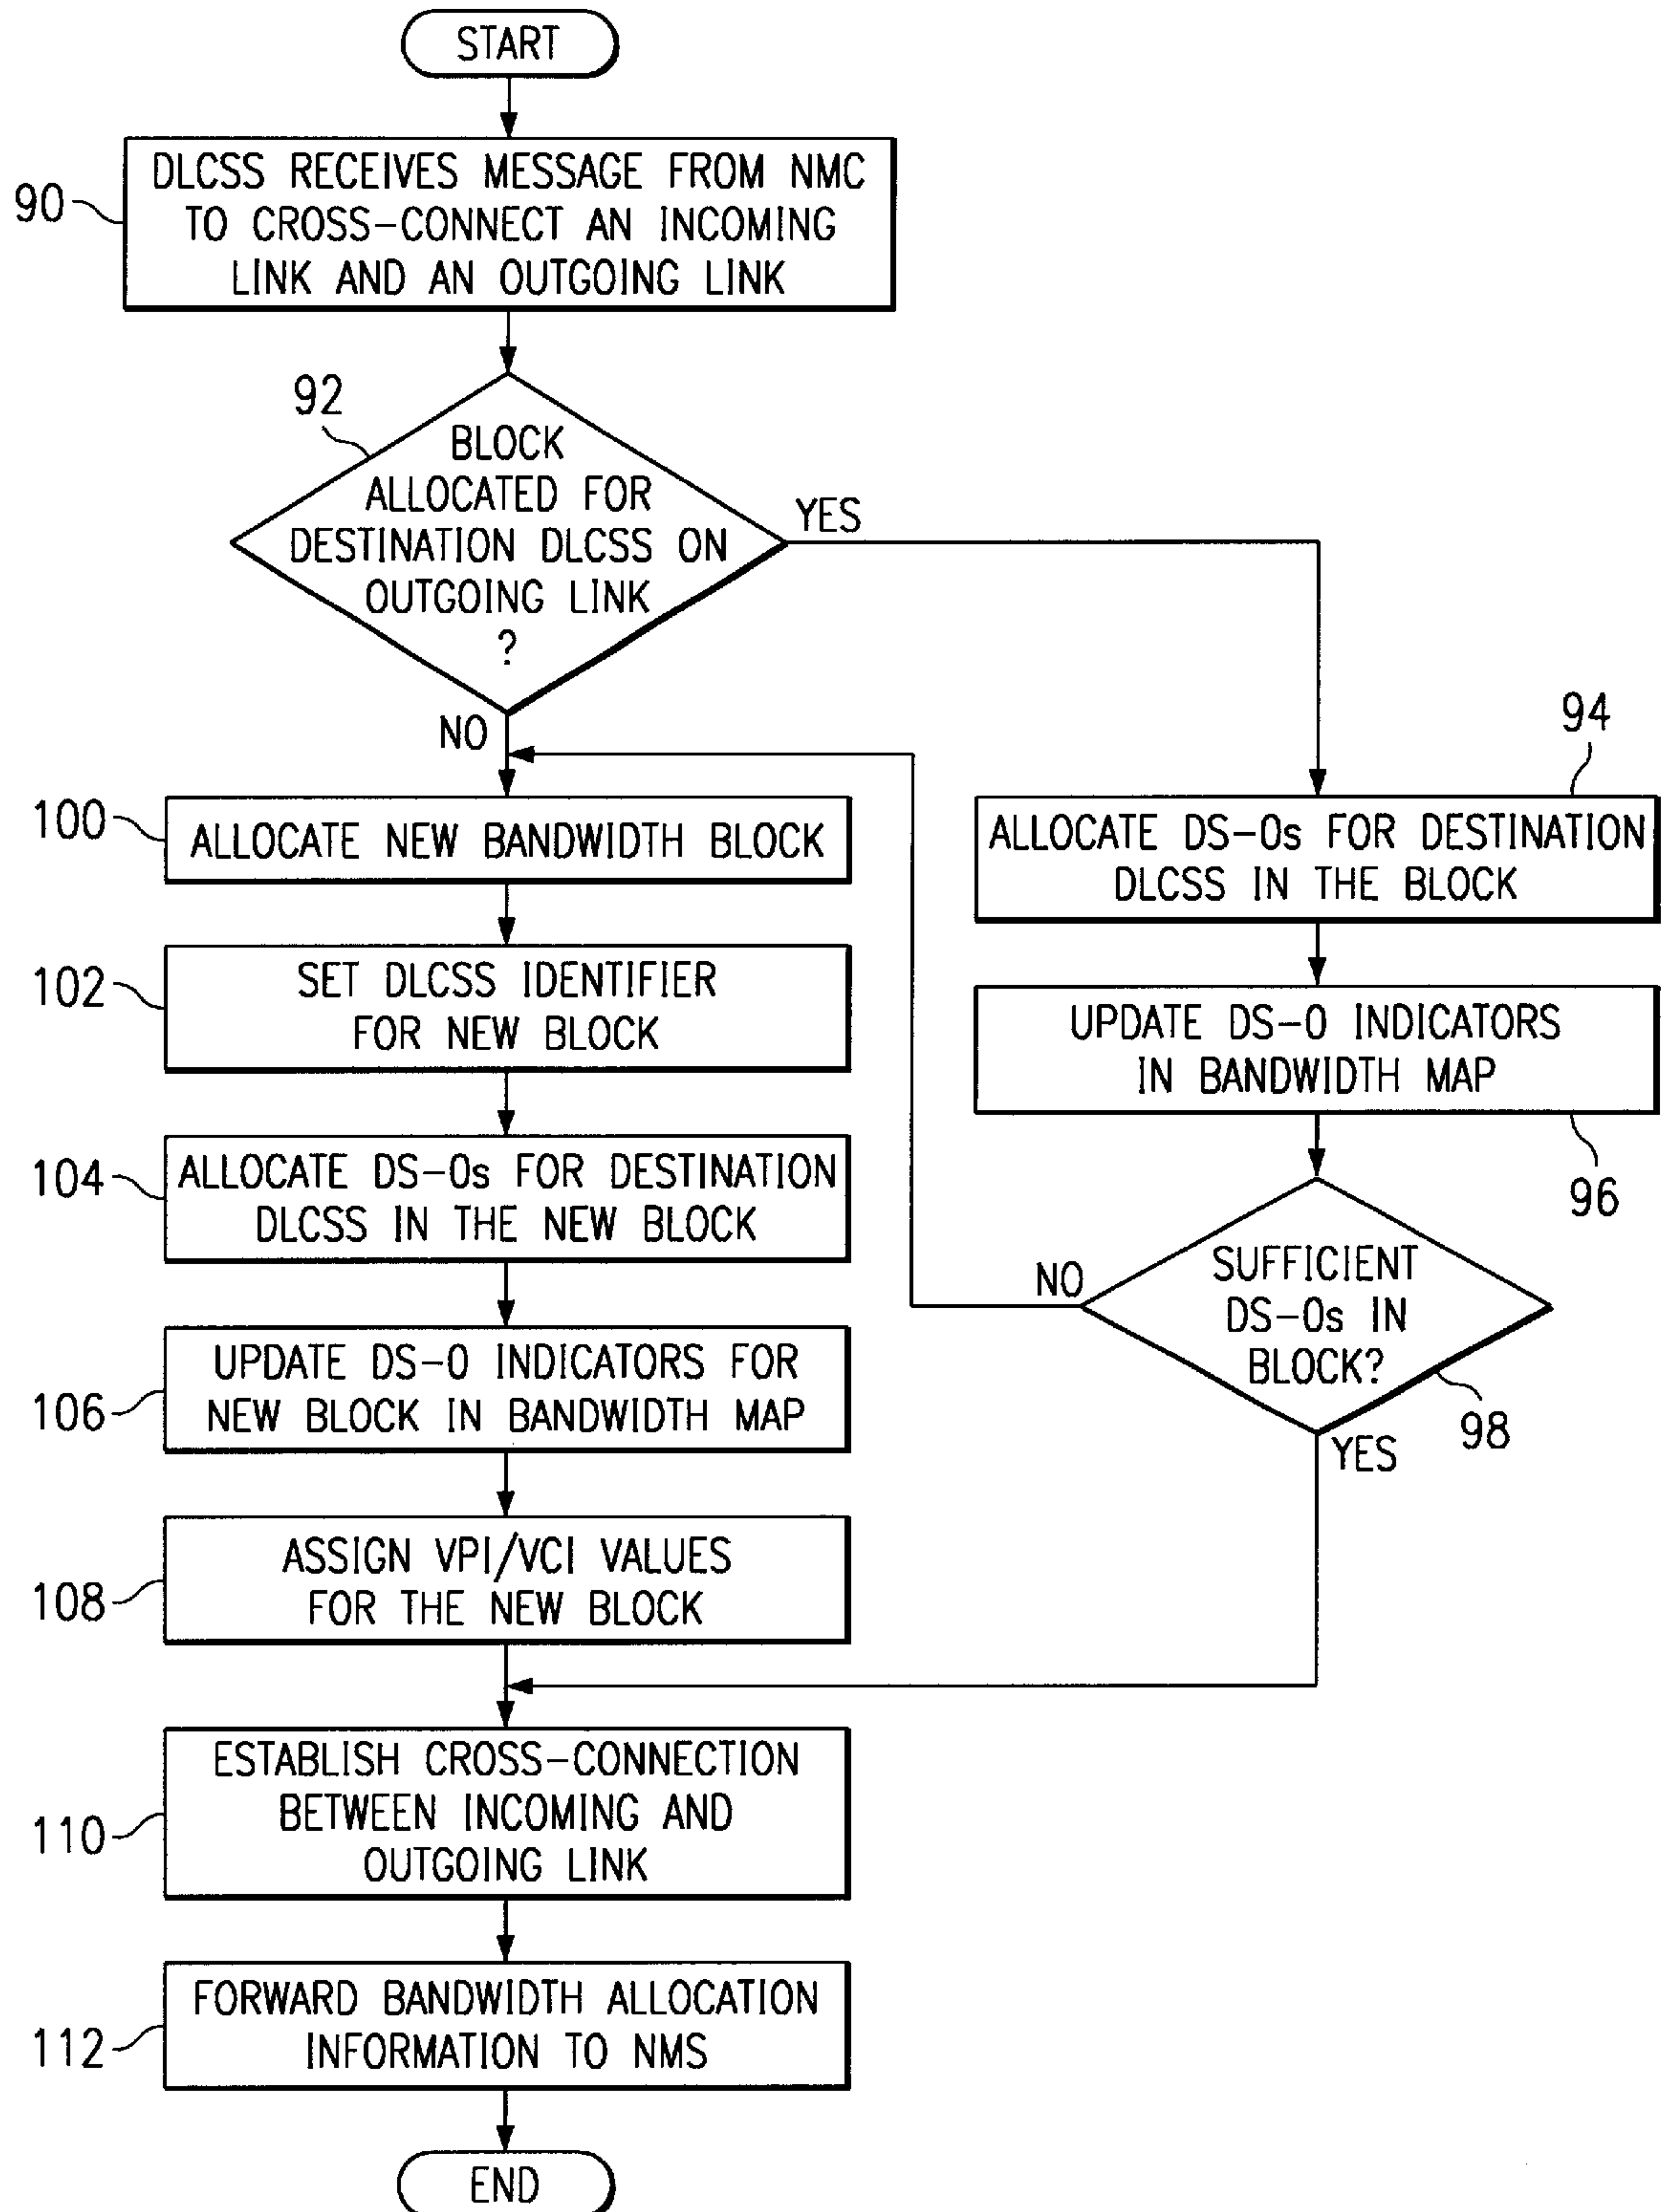 START
90
DLCSS RECEIVES MESSAGE FROM NMC
TO CROSS-CONNECT AN INCOMING
LINK AND AN OUTGOING LINK
92
BLOCK
ALLOCATED FOR
DESTINATION DLCSS ON
OUTGOING LINK
?
YES
NO
94
ALLOCATE DS-0s FOR DESTINATION
DLCSS IN THE BLOCK
UPDATE DS-0 INDICATORS
IN BANDWIDTH MAP
96
SUFFICIENT
DS-0s IN
BLOCK?
NO
98
YES
100
ALLOCATE NEW BANDWIDTH BLOCK
102
SET DLCSS IDENTIFIER
FOR NEW BLOCK
104
ALLOCATE DS-0s FOR DESTINATION
DLCSS IN THE NEW BLOCK
106
UPDATE DS-0 INDICATORS FOR
NEW BLOCK IN BANDWIDTH MAP
108
ASSIGN VPI/VCI VALUES
FOR THE NEW BLOCK
110
ESTABLISH CROSS-CONNECTION
BETWEEN INCOMING AND
OUTGOING LINK
112
FORWARD BANDWIDTH ALLOCATION
INFORMATION TO NMS
END